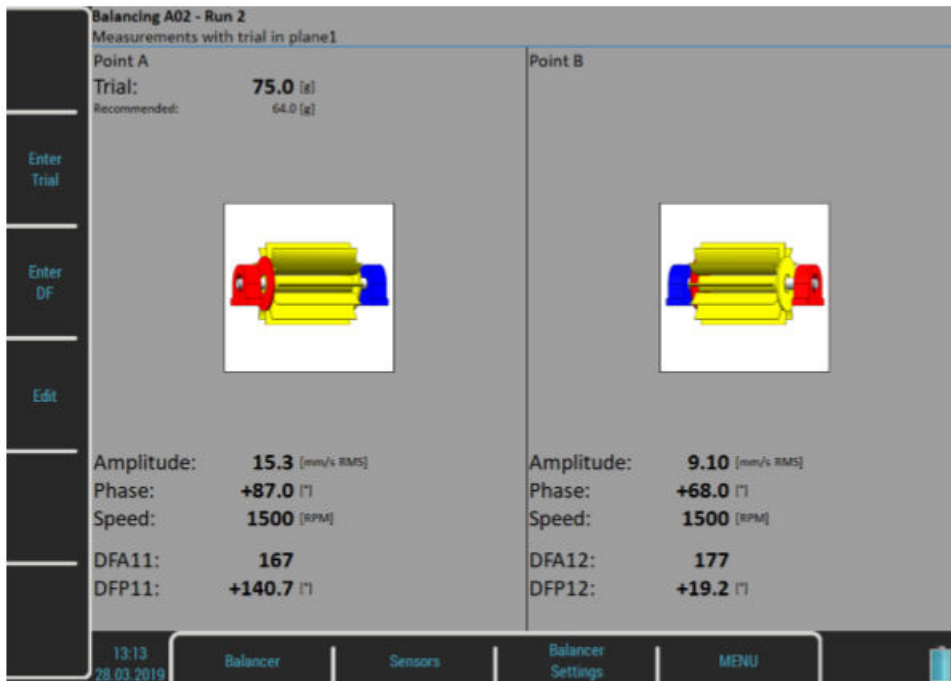 Balancing A02 - Run 2
Measurements with trial in plane1
Point A
Trial: 75.0 [g]
Recommended: 64.0 [g]
Point B
Enter
Trial
Enter
DF
Edit
Amplitude: 15.3 [mm/s RMS]
Phase: +87.0 [°]
Speed: 1500 [RPM]
DFA11: 167
DFP11: +140.7 [°]
Amplitude: 9.10 [mm/s RMS]
Phase: +68.0 [°]
Speed: 1500 [RPM]
DFA12: 177
DFP12: +19.2 [°]
13:13
28.03.2019
Balancer
Sensors
Balancer
Settings
MENU